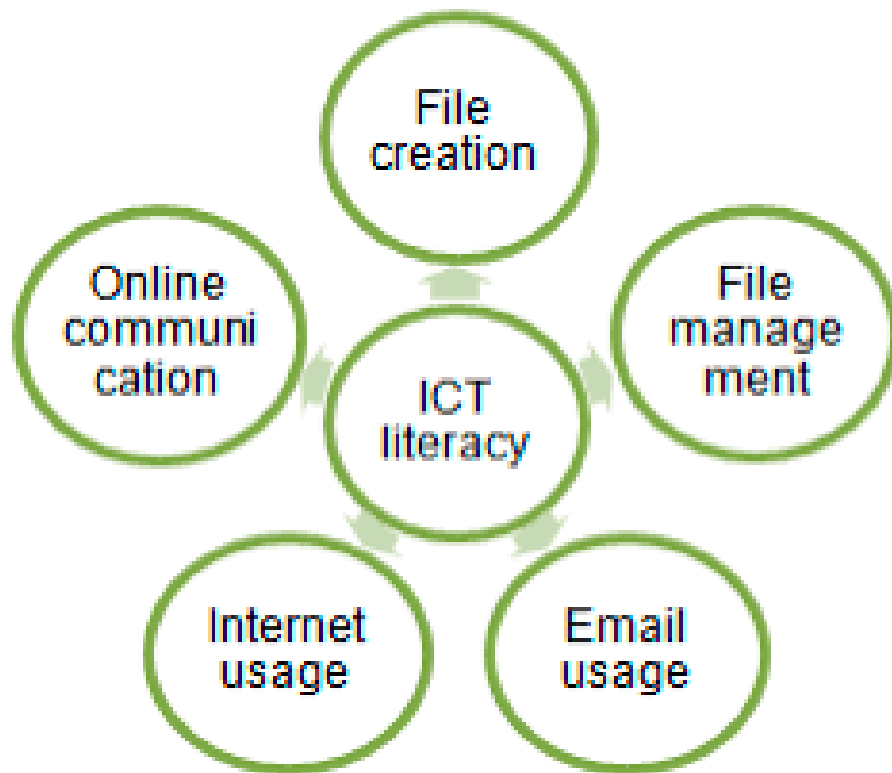 File
creation
Online
communi
cation
File
manage
ment
ICT
literacy
Internet
usage
Email
usage